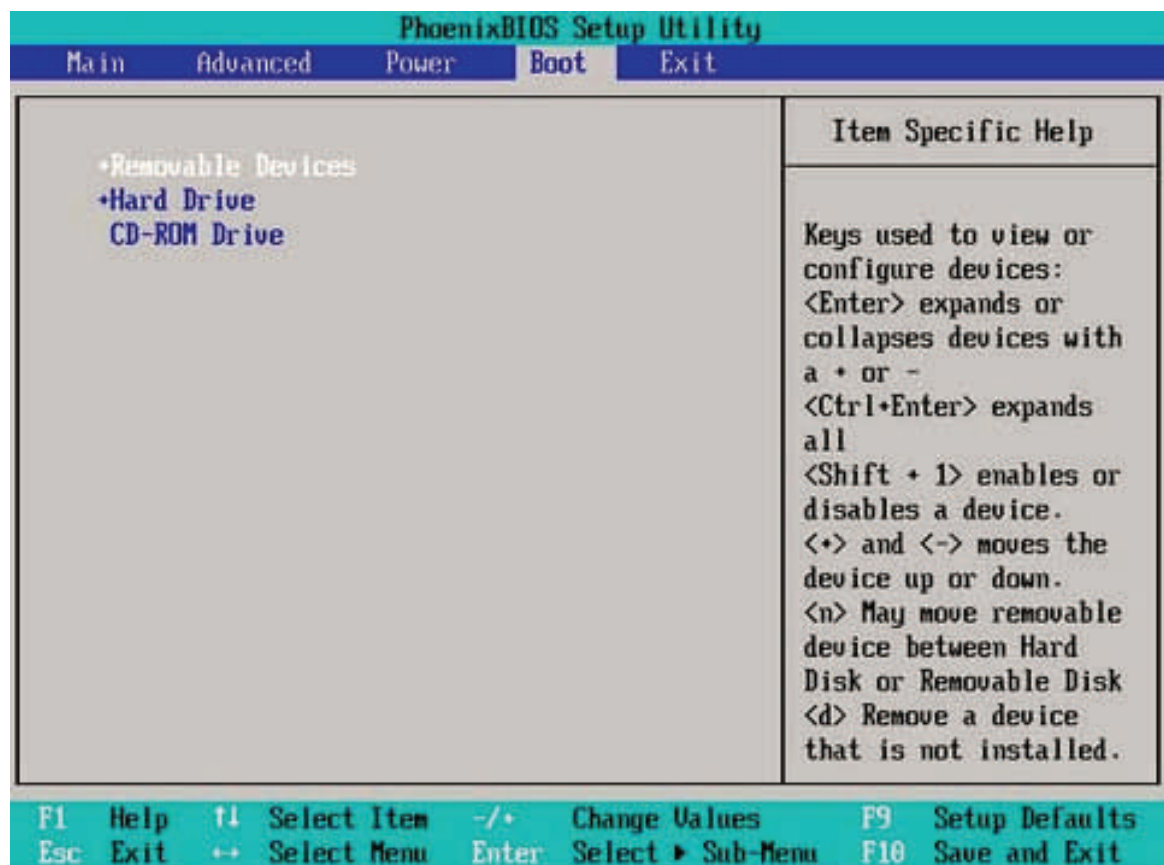 PhoenixBIOS Setup Utility
Main Advanced Power Boot Exit
+Removable Devices
+Hard Drive
CD-ROM Drive
Item Specific Help
Keys used to view or
configure devices:
<Enter> expands or
collapses devices with
a + or -
<Ctrl+Enter> expands
all
<Shift + 1> enables or
disables a device.
<+> and <-> moves the
device up or down.
<n> May move removable
device between Hard
Disk or Removable Disk
<d> Remove a device
that is not installed.
F1 Help ↑↓ Select Item -/+ Change Values F9 Setup Defaults
Esc Exit ↔ Select Menu Enter Select ▶ Sub-Menu F10 Save and Exit